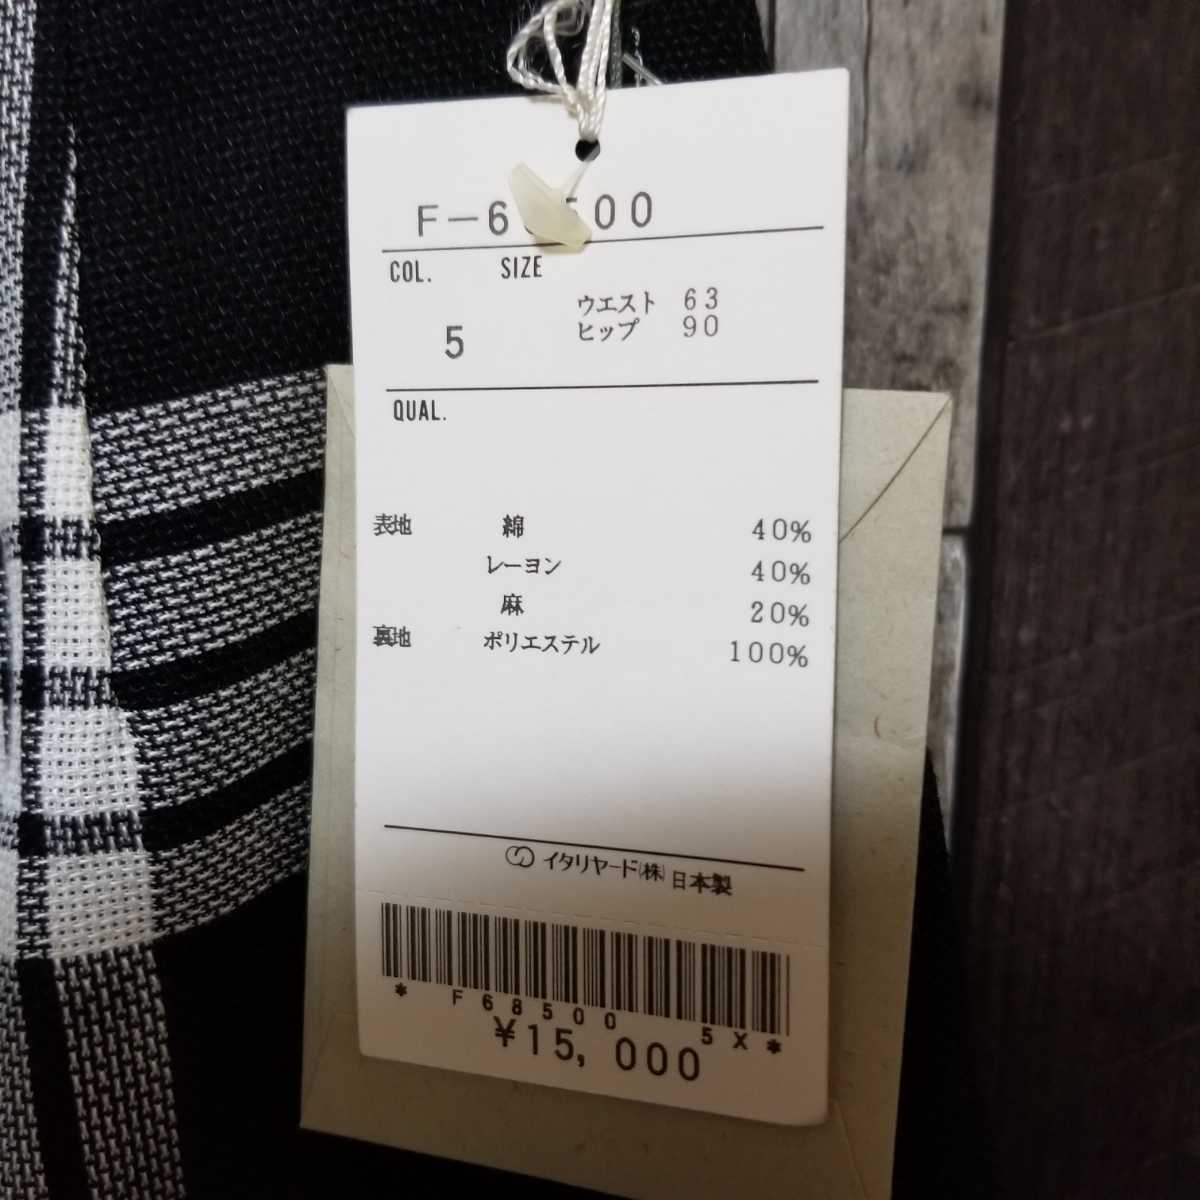 F-68500
COL. SIZE
ウエスト 63
5 ヒップ 90
QUAL.
表地 綿 40%
レーヨン 40%
麻 20%
裏地 ポリエステル 100%
イタリヤード(株) 日本製
* F68500 5X*
¥15,000